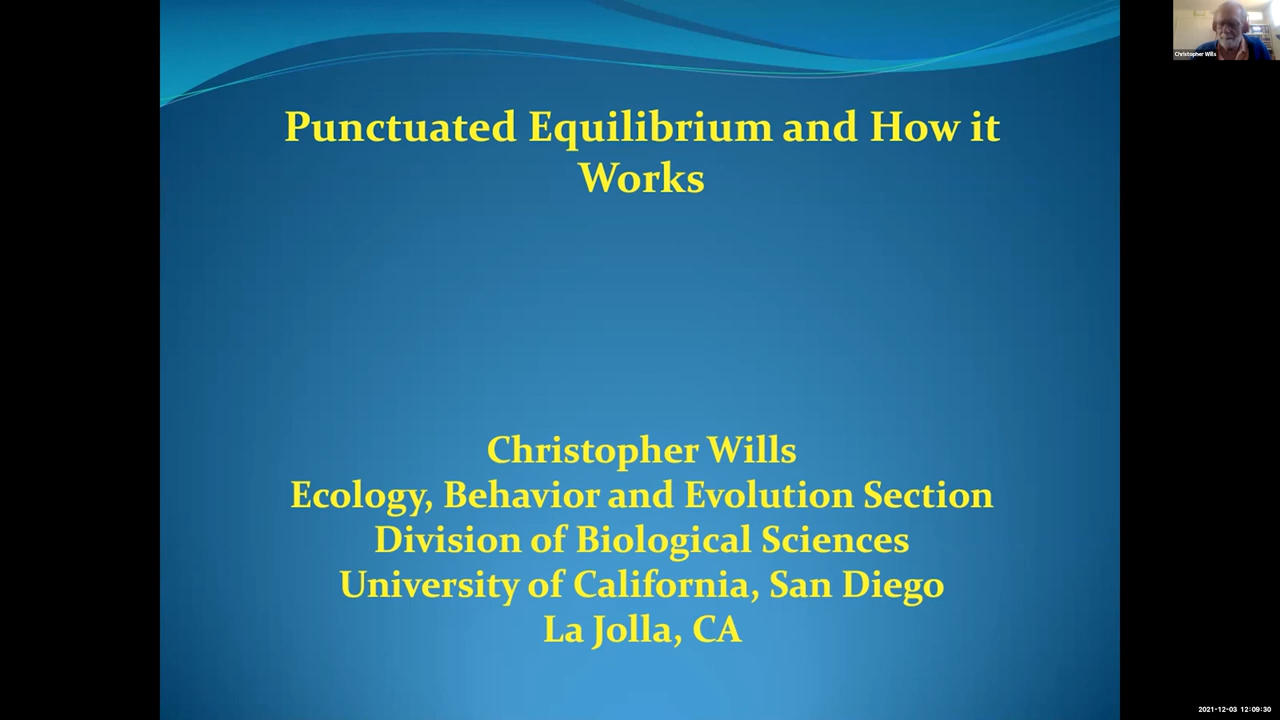 Christopher Wills
Punctuated Equilibrium and How it
Works
Christopher Wills
Ecology, Behavior and Evolution Section
Division of Biological Sciences
University of California, San Diego
La Jolla, CA
2021-12-03 12:09:30